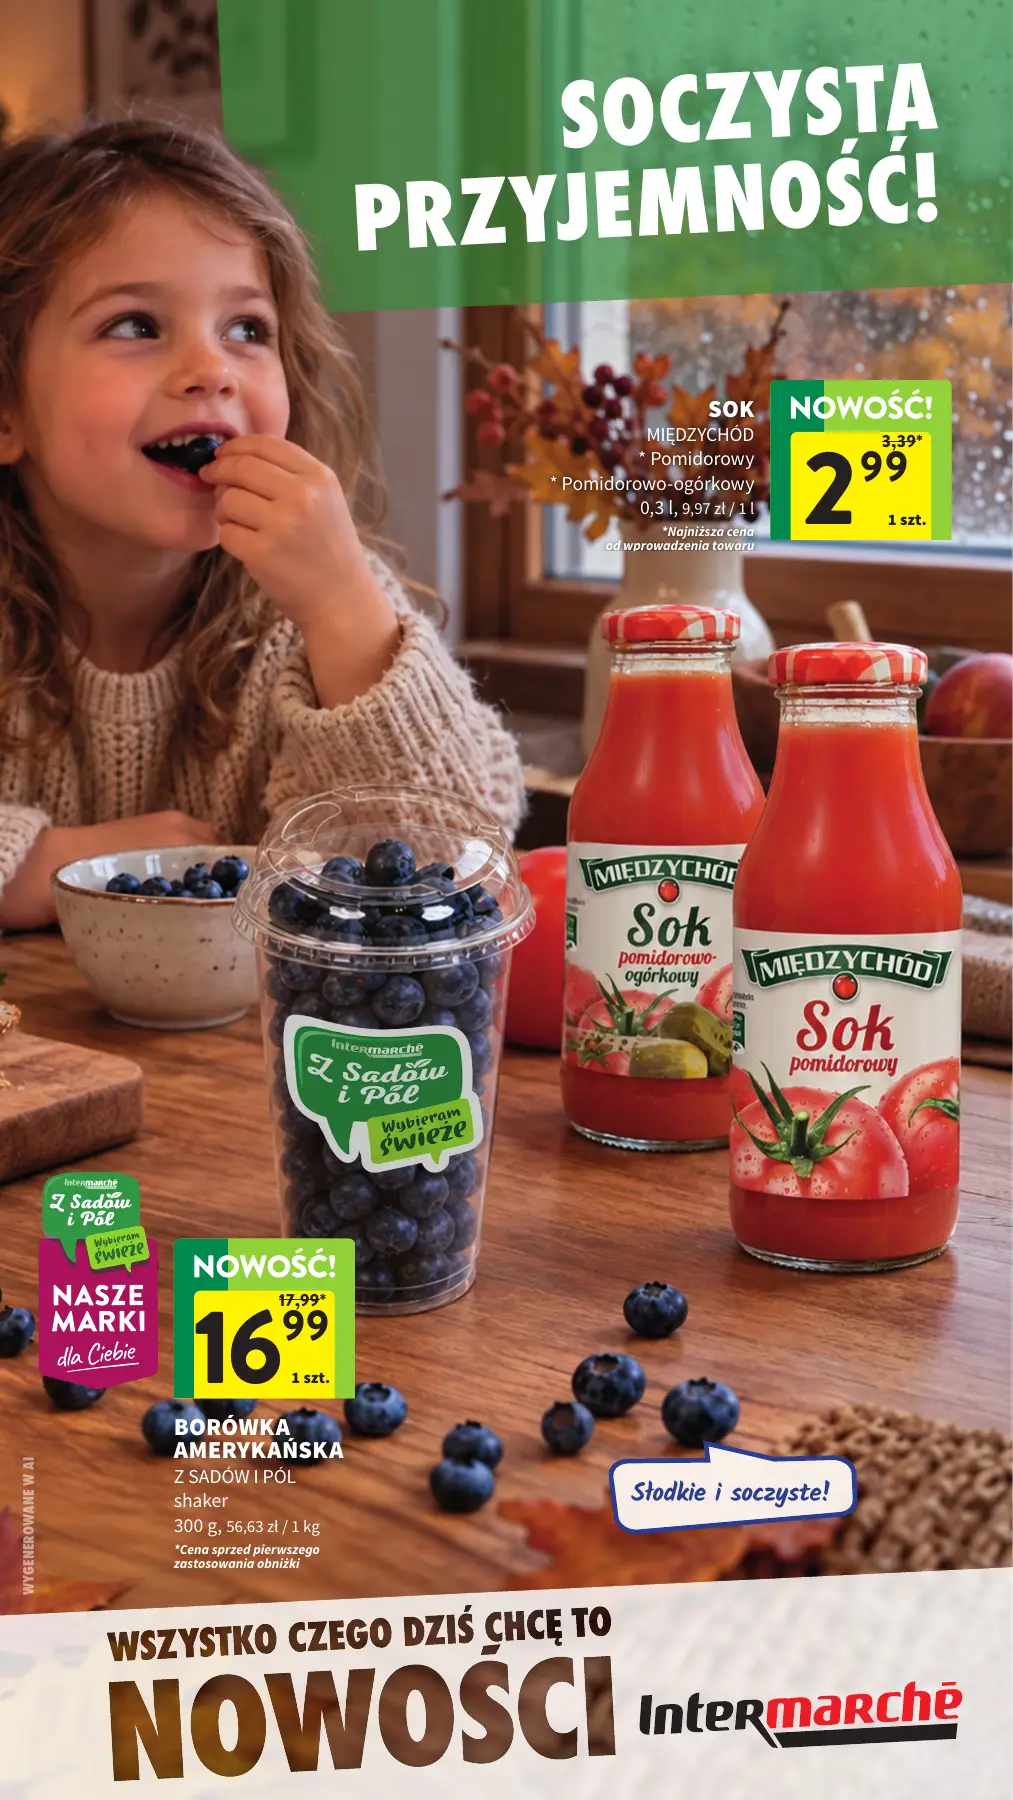 SOCZYSTA
PRZYJEMNOŚĆ!
SOK
MIĘDZYCHÓD
* Pomidorowy
* Pomidorowo-ogórkowy
0,3 l, 9,97 zł / 1 l
*Najniższa cena
od wprowadzenia towaru
NOWOŚĆ!
3,39*
2 99
1 szt.
MIĘDZYCHÓD
Sok
pomidorowo-
ogórkowy
MIĘDZYCHÓD
Sok
pomidorowy
Intermarchē
Z Sadów
i Pól
Wybieram
świeże
Intermarchē
Z Sadów
i Pól
Wybieram
świeże
NASZE
MARKI
dla Ciebie
NOWOŚĆ!
17,99*
16 99
1 szt.
BORÓWKA
AMERYKAŃSKA
Z SADÓW I PÓL
shaker
300 g, 56,63 zł / 1 kg
*Cena sprzed pierwszego
zastosowania obniżki
Słodkie i soczyste!
WYGENEROWANE W AI
WSZYSTKO CZEGO DZIŚ CHCĘ TO
NOWOŚCI
Intermarchē